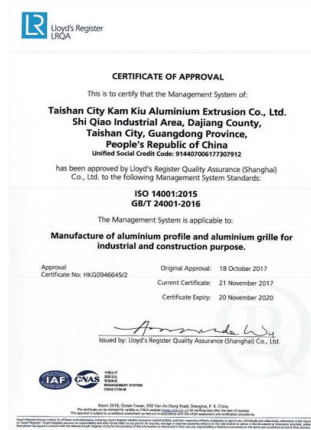 Lloyd's Register
LRQA
CERTIFICATE OF APPROVAL
This is to certify that the Management System of:
Taishan City Kam Kiu Aluminium Extrusion Co., Ltd.
Shi Qiao Industrial Area, Dajiang County,
Taishan City, Guangdong Province,
People's Republic of China
Unified Social Credit Code: 914407006177307912
has been approved by Lloyd's Register Quality Assurance (Shanghai)
Co., Ltd. to the following Management System Standards:
ISO 14001:2015
GB/T 24001-2016
The Management System is applicable to:
Manufacture of aluminium profile and aluminium grille for
industrial and construction purpose.
Approval
Certificate No: HKG0946645/2
Original Approval: 18 October 2017
Current Certificate: 21 November 2017
Certificate Expiry: 20 November 2020
Issued by: Lloyd's Register Quality Assurance (Shanghai) Co., Ltd.
IAF
CNAS
MANAGEMENT SYSTEM